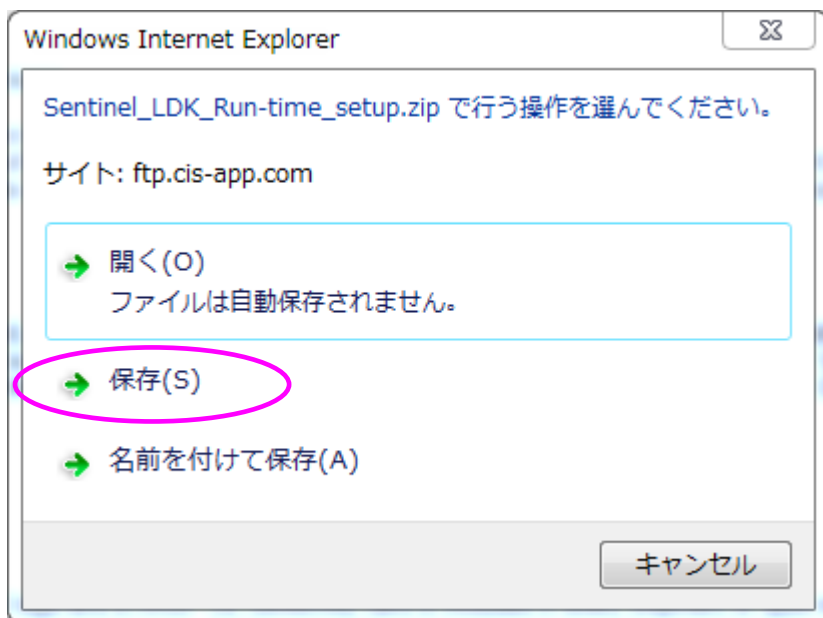 Windows Internet Explorer
Sentinel_LDK_Run-time_setup.zip で行う操作を選んでください。
サイト: ftp.cis-app.com
開く(O)
ファイルは自動保存されません。
保存(S)
名前を付けて保存(A)
キャンセル